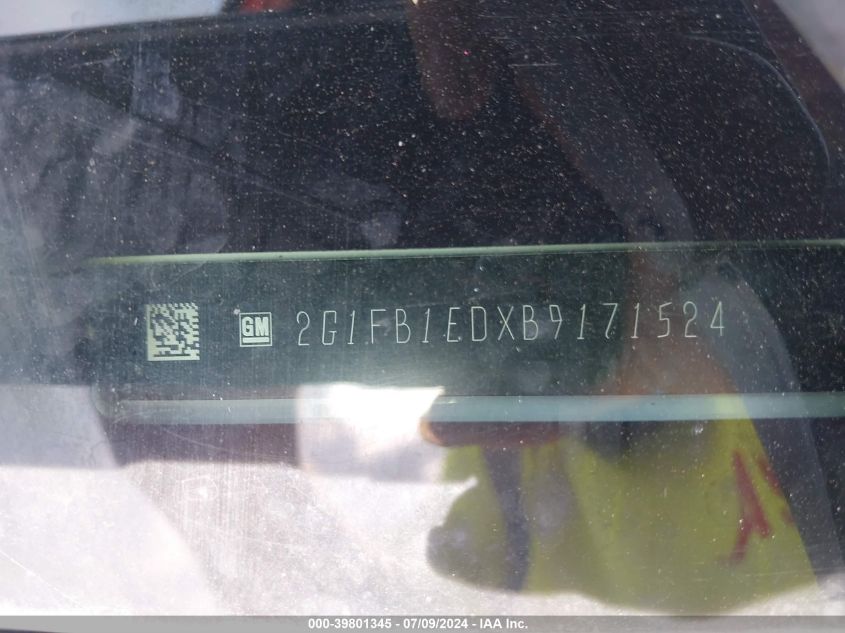 GM 2G1FB1EDXB9171524
000-39801345 - 07/09/2024 - IAA Inc.